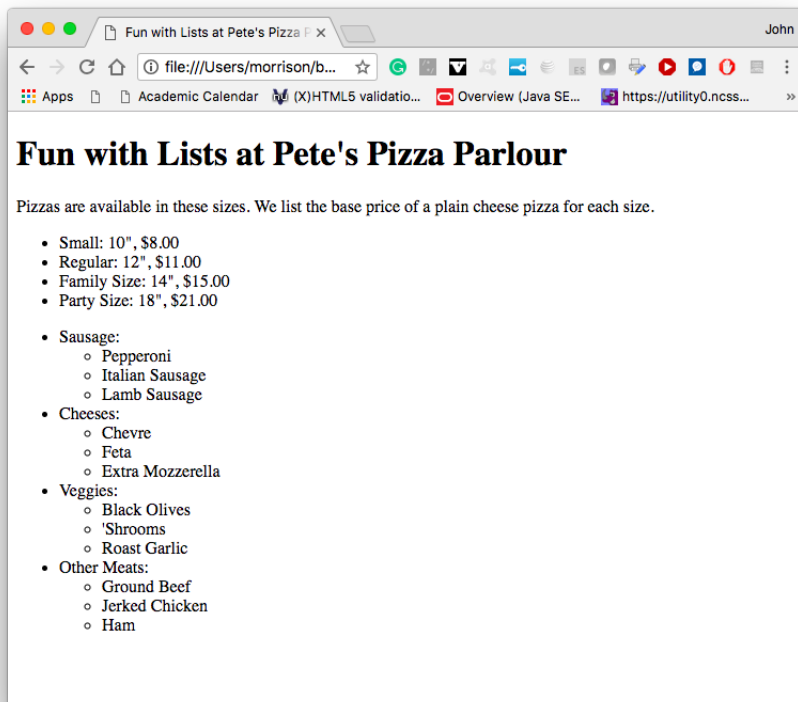 Fun with Lists at Pete's Pizza P
John
file:///Users/morrison/b...
ES
Apps
Academic Calendar
(X)HTML5 validatio...
Overview (Java SE...
https://utility0.ncss...
»
Fun with Lists at Pete's Pizza Parlour
Pizzas are available in these sizes. We list the base price of a plain cheese pizza for each size.
• Small: 10", $8.00
• Regular: 12", $11.00
• Family Size: 14", $15.00
• Party Size: 18", $21.00
• Sausage:
◦ Pepperoni
◦ Italian Sausage
◦ Lamb Sausage
• Cheeses:
◦ Chevre
◦ Feta
◦ Extra Mozzerella
• Veggies:
◦ Black Olives
◦ 'Shrooms
◦ Roast Garlic
• Other Meats:
◦ Ground Beef
◦ Jerked Chicken
◦ Ham